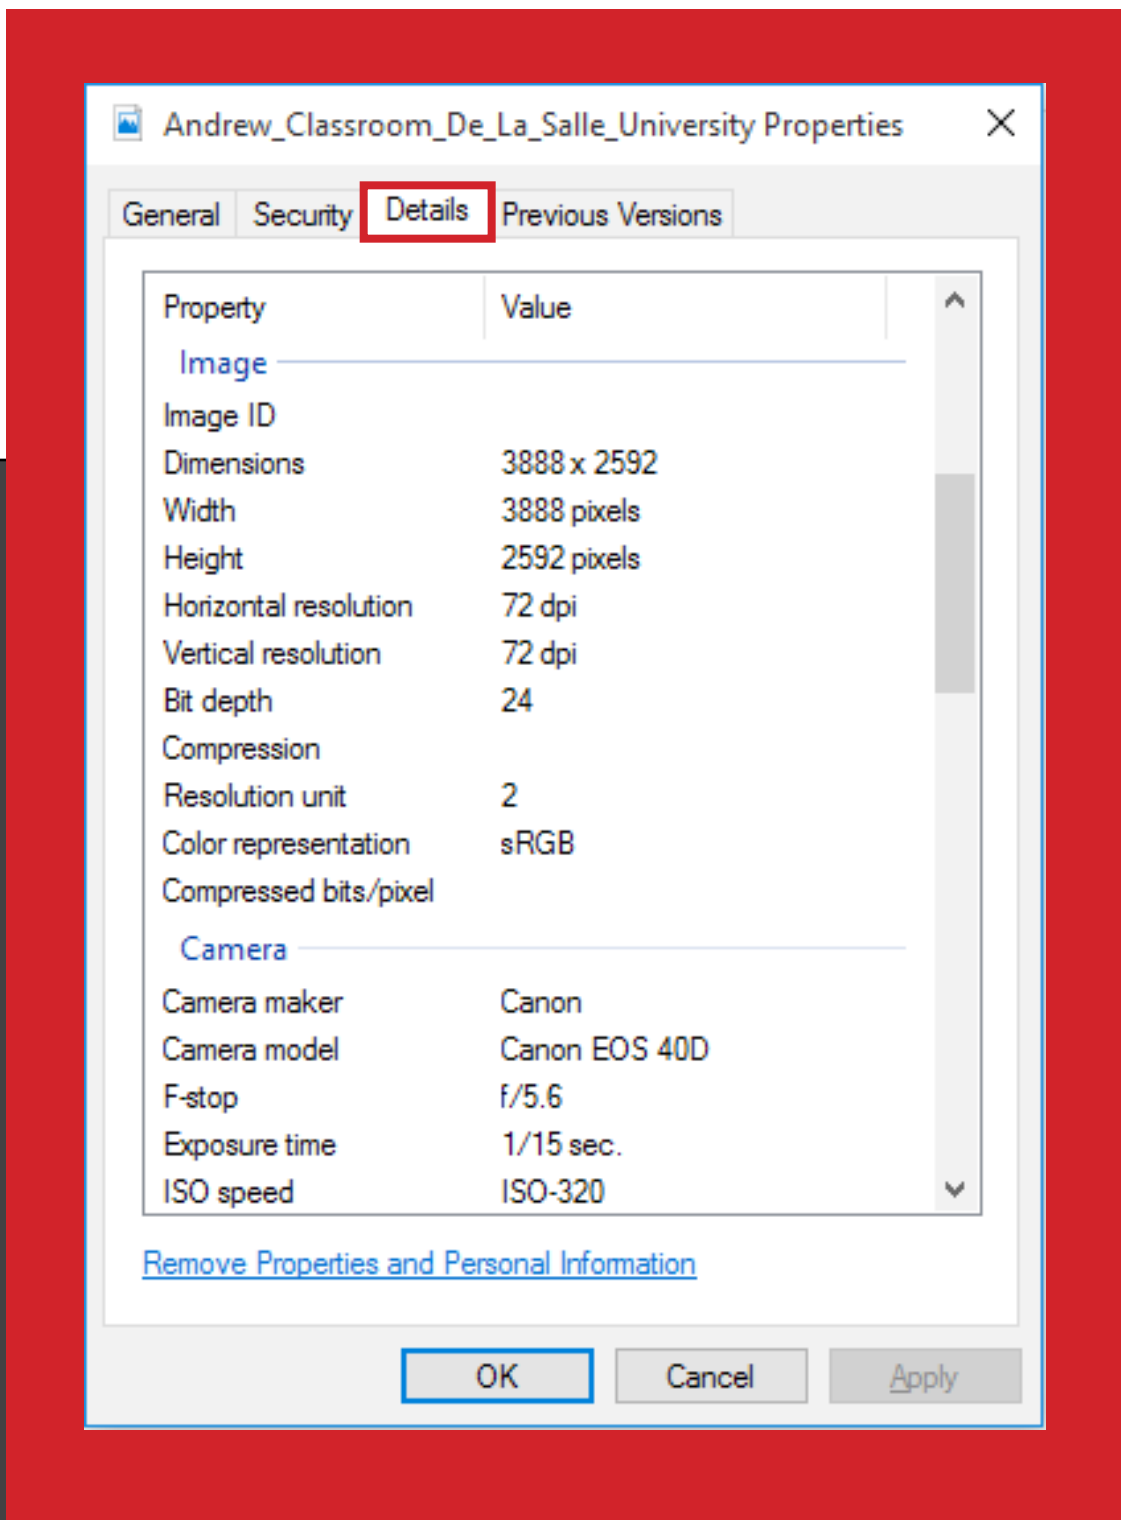 Andrew_Classroom_De_La_Salle_University Properties
General Security Details Previous Versions
Property Value
Image
Image ID
Dimensions 3888 x 2592
Width 3888 pixels
Height 2592 pixels
Horizontal resolution 72 dpi
Vertical resolution 72 dpi
Bit depth 24
Compression
Resolution unit 2
Color representation sRGB
Compressed bits/pixel
Camera
Camera maker Canon
Camera model Canon EOS 40D
F-stop f/5.6
Exposure time 1/15 sec.
ISO speed ISO-320
Remove Properties and Personal Information
OK Cancel Apply